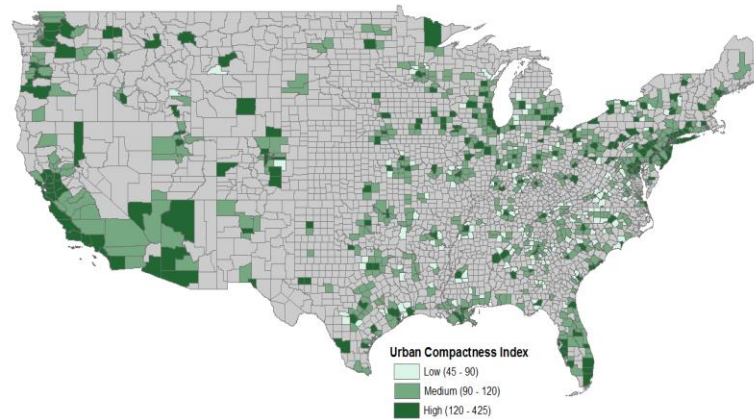 Urban Compactness Index
Low (45 - 90)
Medium (90 - 120)
High (120 - 425)